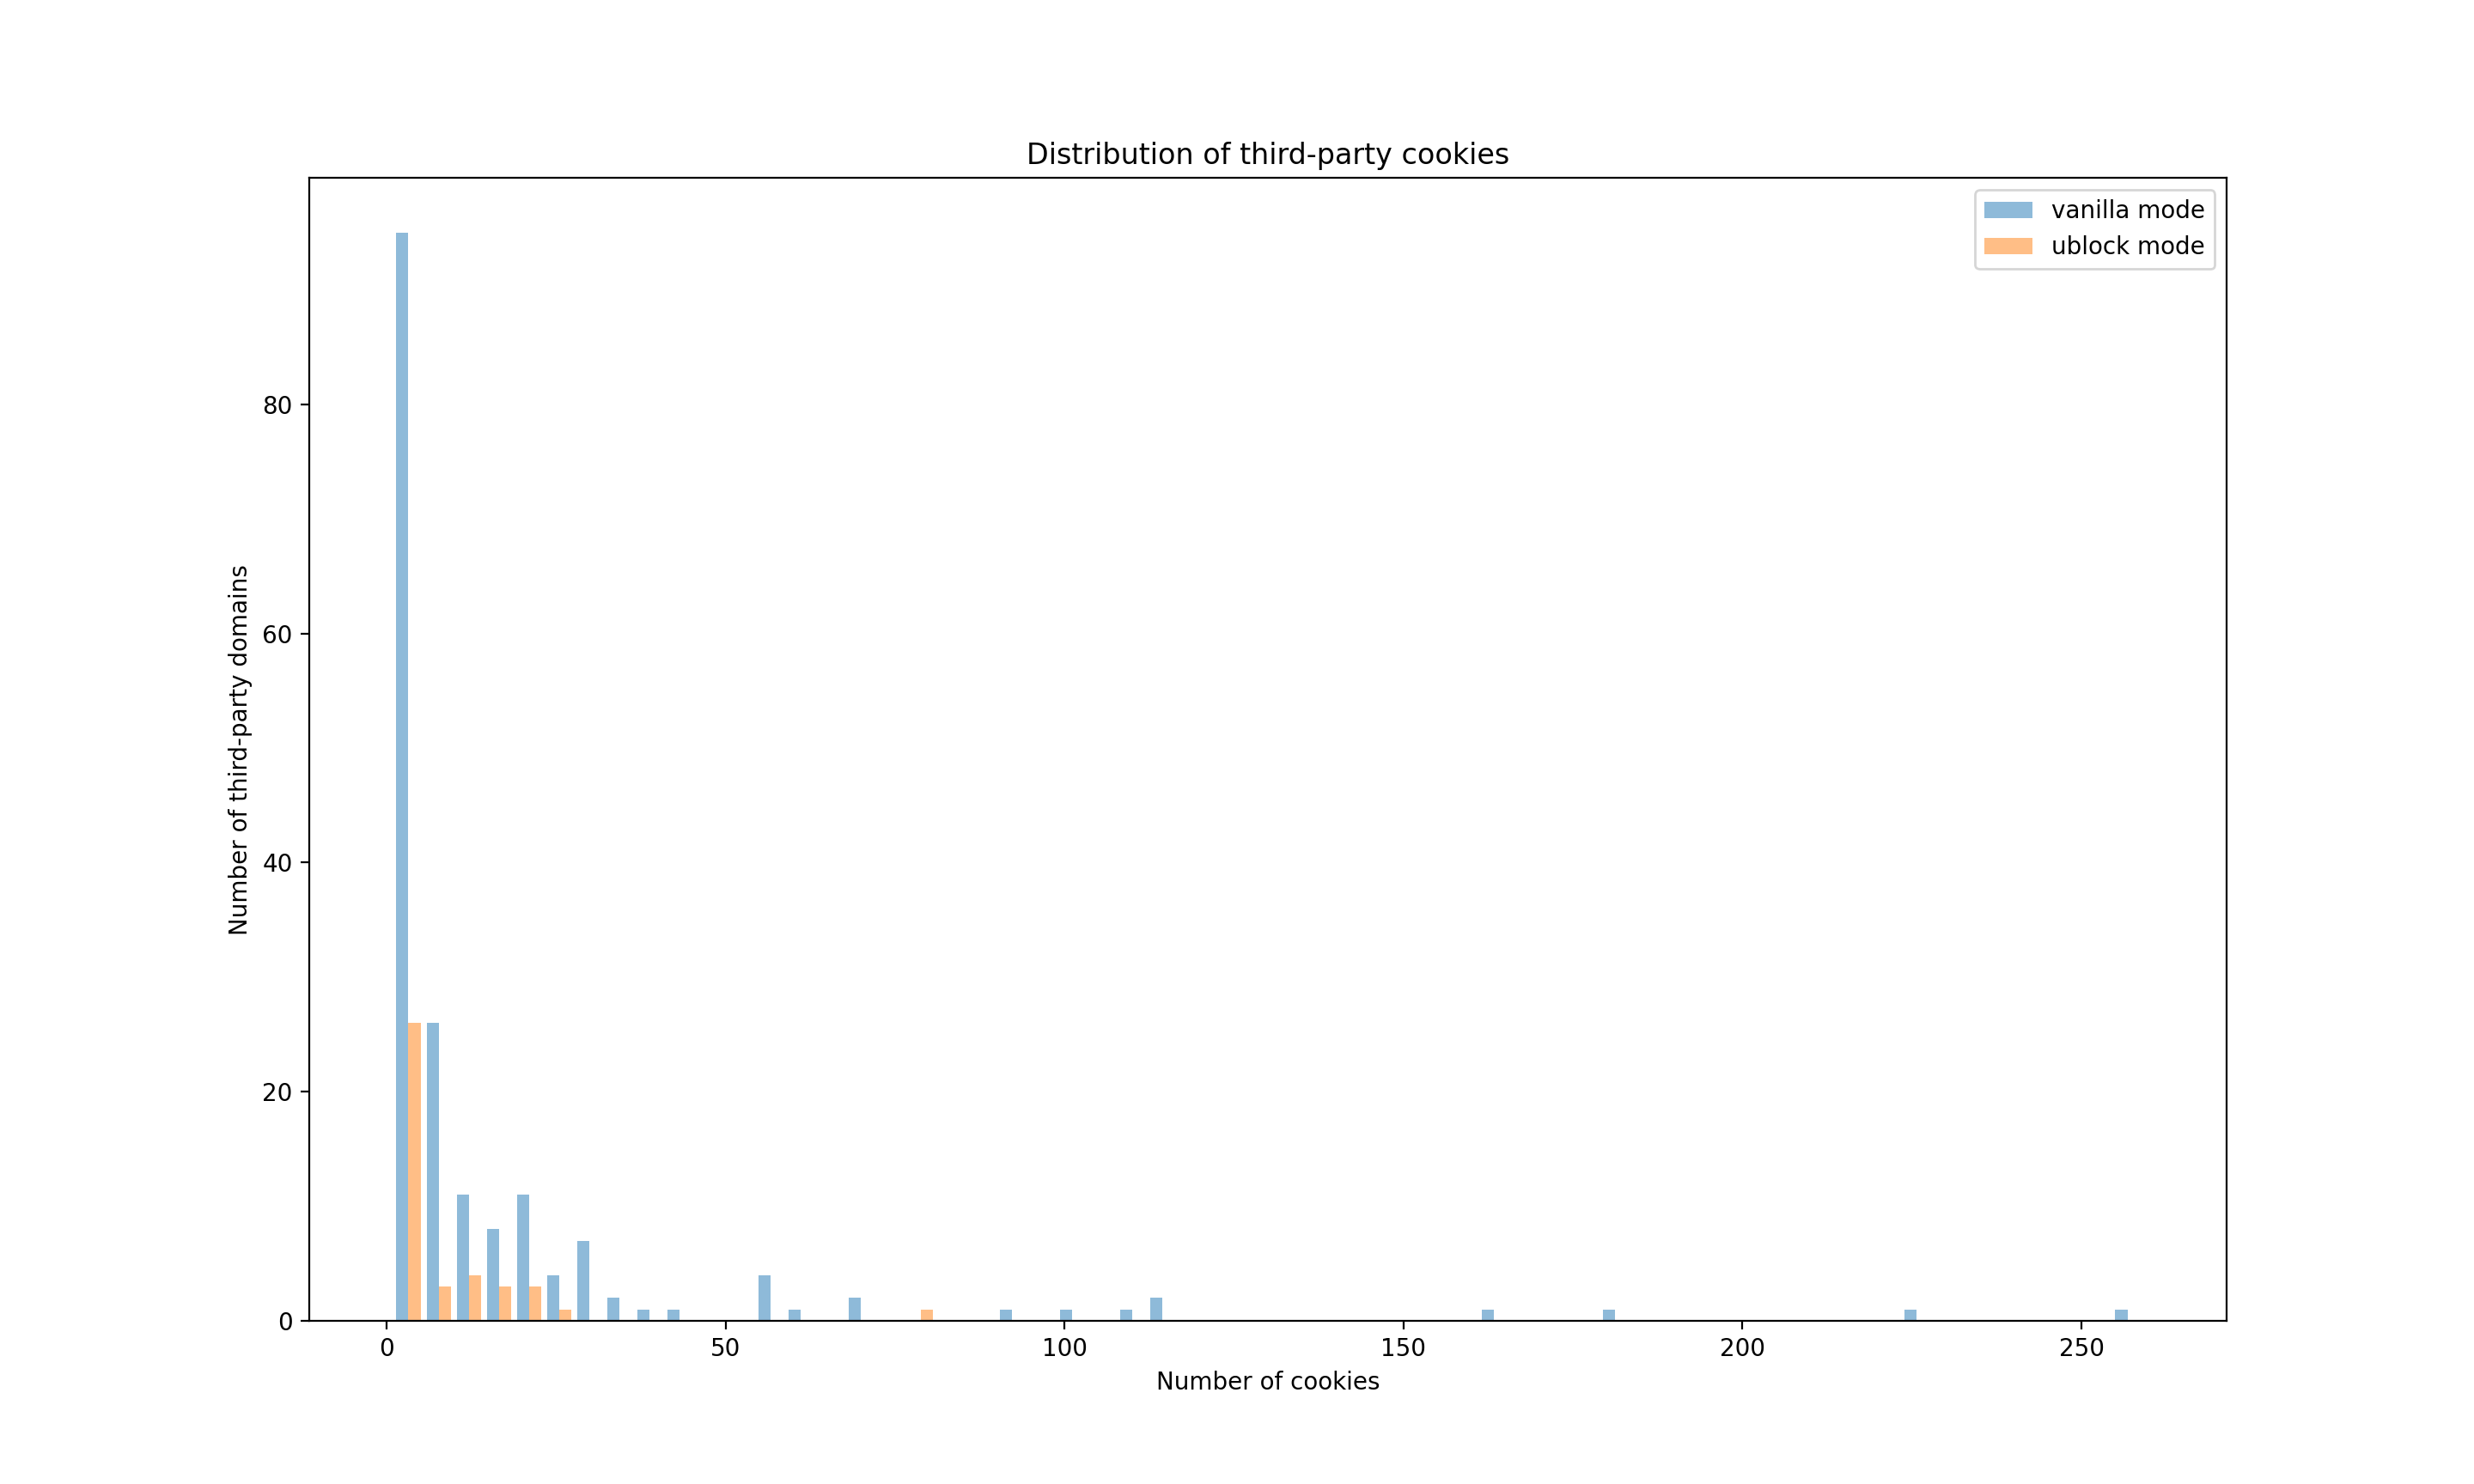 Distribution of third-party cookies
vanilla mode
ublock mode
Number of third-party domains
80
60
40
20
0
0 50 100 150 200 250
Number of cookies